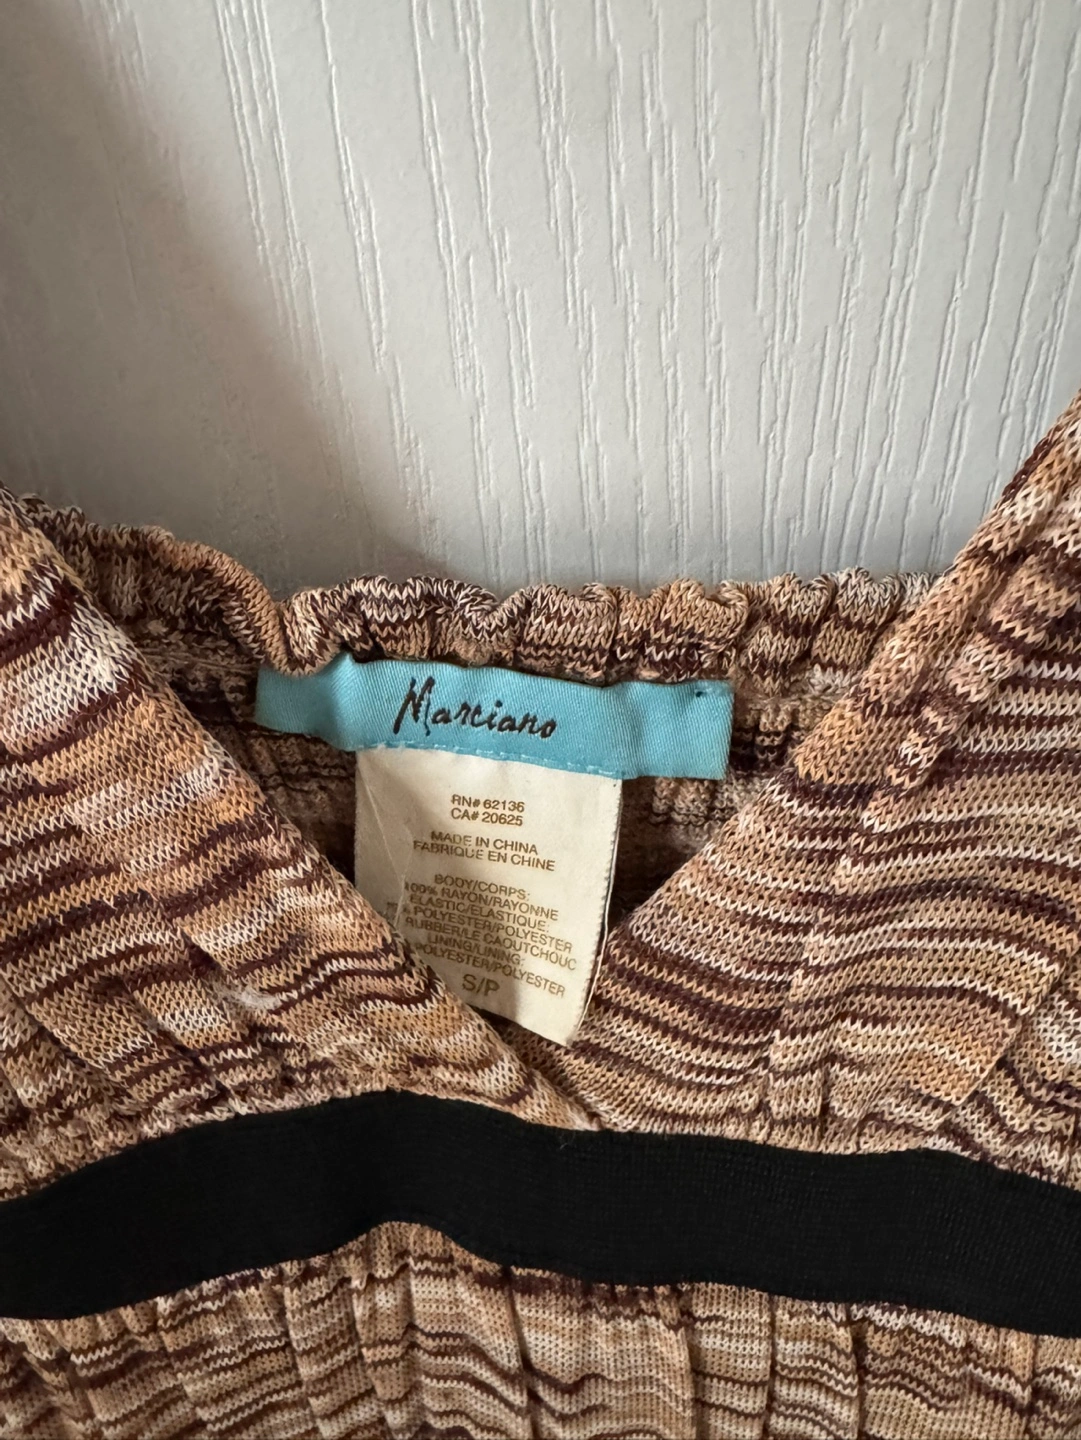 Marciano
RN# 62136
CA# 20625
MADE IN CHINA
FABRIQUE EN CHINE
BODY/CORPS:
100% RAYON/RAYONNE
ELASTIC/ELASTIQUE:
% POLYESTER/POLYESTER
RUBBER/LE CAOUTCHOUC
LINING/LINING:
POLYESTER/POLYESTER
S/P